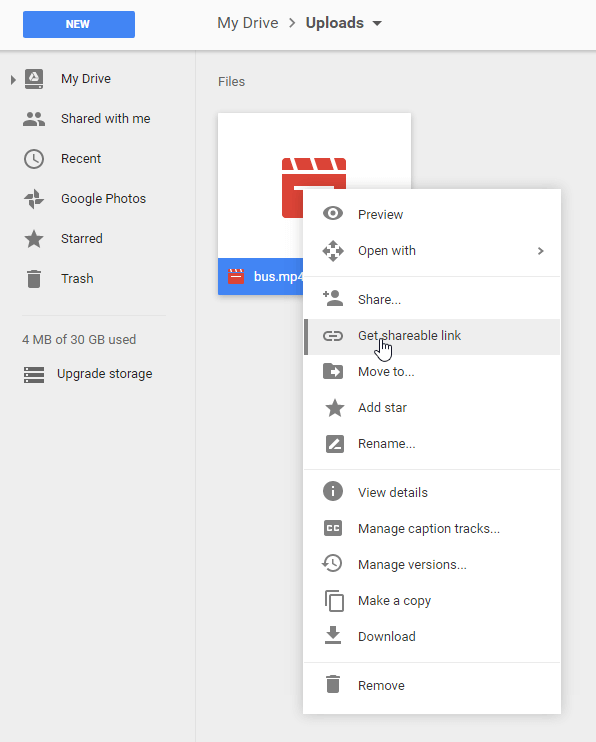 NEW
My Drive > Uploads
My Drive
Shared with me
Recent
Google Photos
Starred
Trash
4 MB of 30 GB used
Upgrade storage
Files
bus.mp4
Preview
Open with
Share...
Get shareable link
Move to...
Add star
Rename...
View details
CC Manage caption tracks...
Manage versions...
Make a copy
Download
Remove